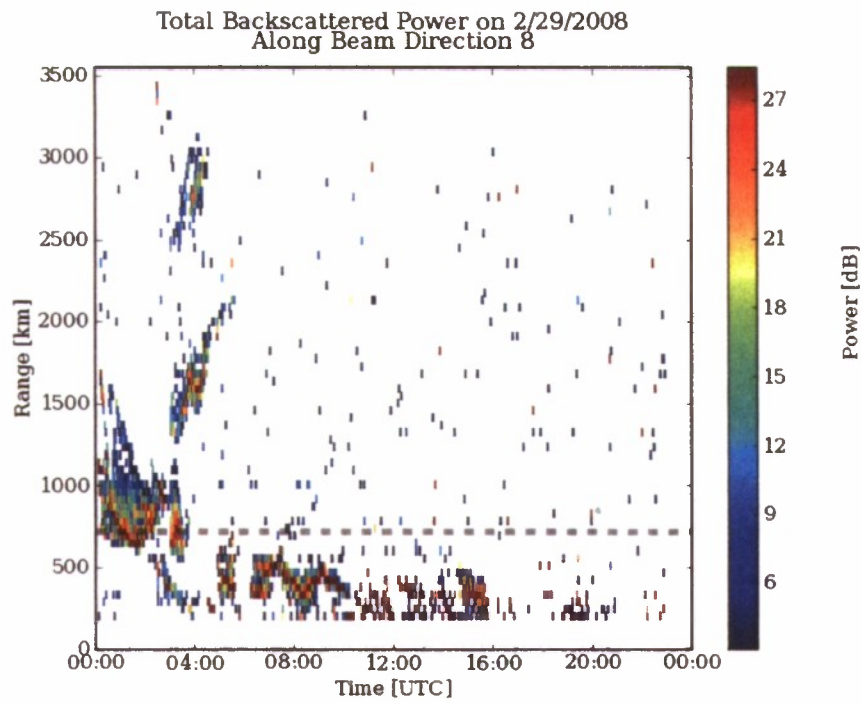 Total Backscattered Power on 2/29/2008
Along Beam Direction 8
3500
3000
2500
2000
1500
1000
500
0
Range [km]
00:00 04:00 08:00 12:00 16:00 20:00 00:00
Time [UTC]
27
24
21
18
15
12
9
6
Power [dB]